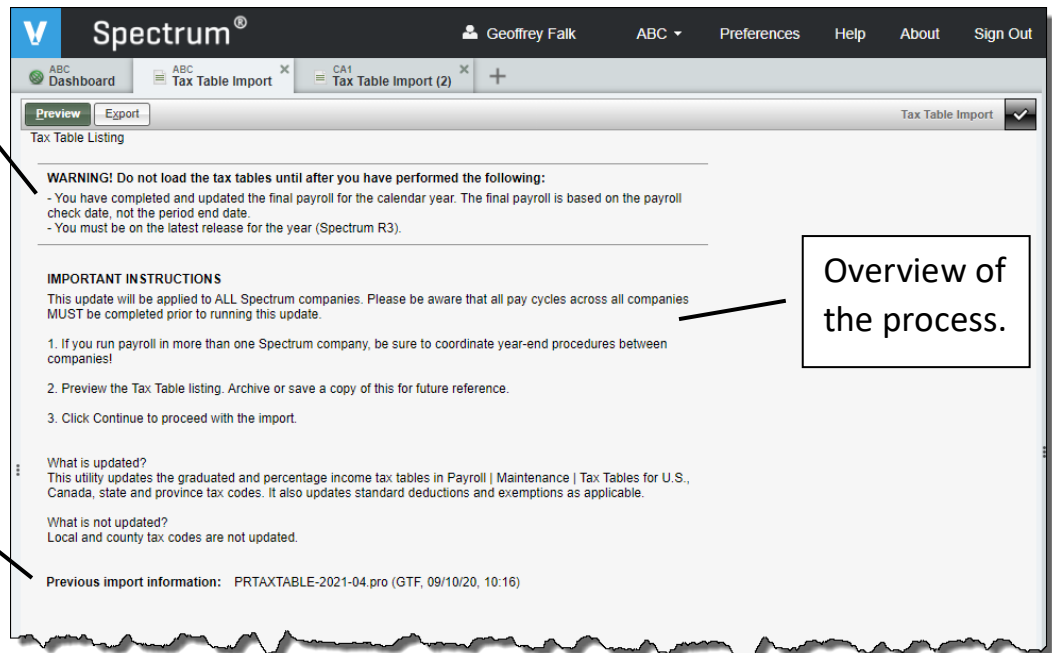 Spectrum®
Geoffrey Falk
ABC
Preferences
Help
About
Sign Out
ABC
Dashboard
ABC
Tax Table Import
CA1
Tax Table Import (2)
Preview
Export
Tax Table Import
Tax Table Listing
WARNING! Do not load the tax tables until after you have performed the following:
- You have completed and updated the final payroll for the calendar year. The final payroll is based on the payroll
check date, not the period end date.
- You must be on the latest release for the year (Spectrum R3).
IMPORTANT INSTRUCTIONS
This update will be applied to ALL Spectrum companies. Please be aware that all pay cycles across all companies
MUST be completed prior to running this update.
1. If you run payroll in more than one Spectrum company, be sure to coordinate year-end procedures between
companies!
2. Preview the Tax Table listing. Archive or save a copy of this for future reference.
3. Click Continue to proceed with the import.
What is updated?
This utility updates the graduated and percentage income tax tables in Payroll | Maintenance | Tax Tables for U.S.,
Canada, state and province tax codes. It also updates standard deductions and exemptions as applicable.
What is not updated?
Local and county tax codes are not updated.
Previous import information: PRTAXTABLE-2021-04.pro (GTF, 09/10/20, 10:16)
Overview of
the process.